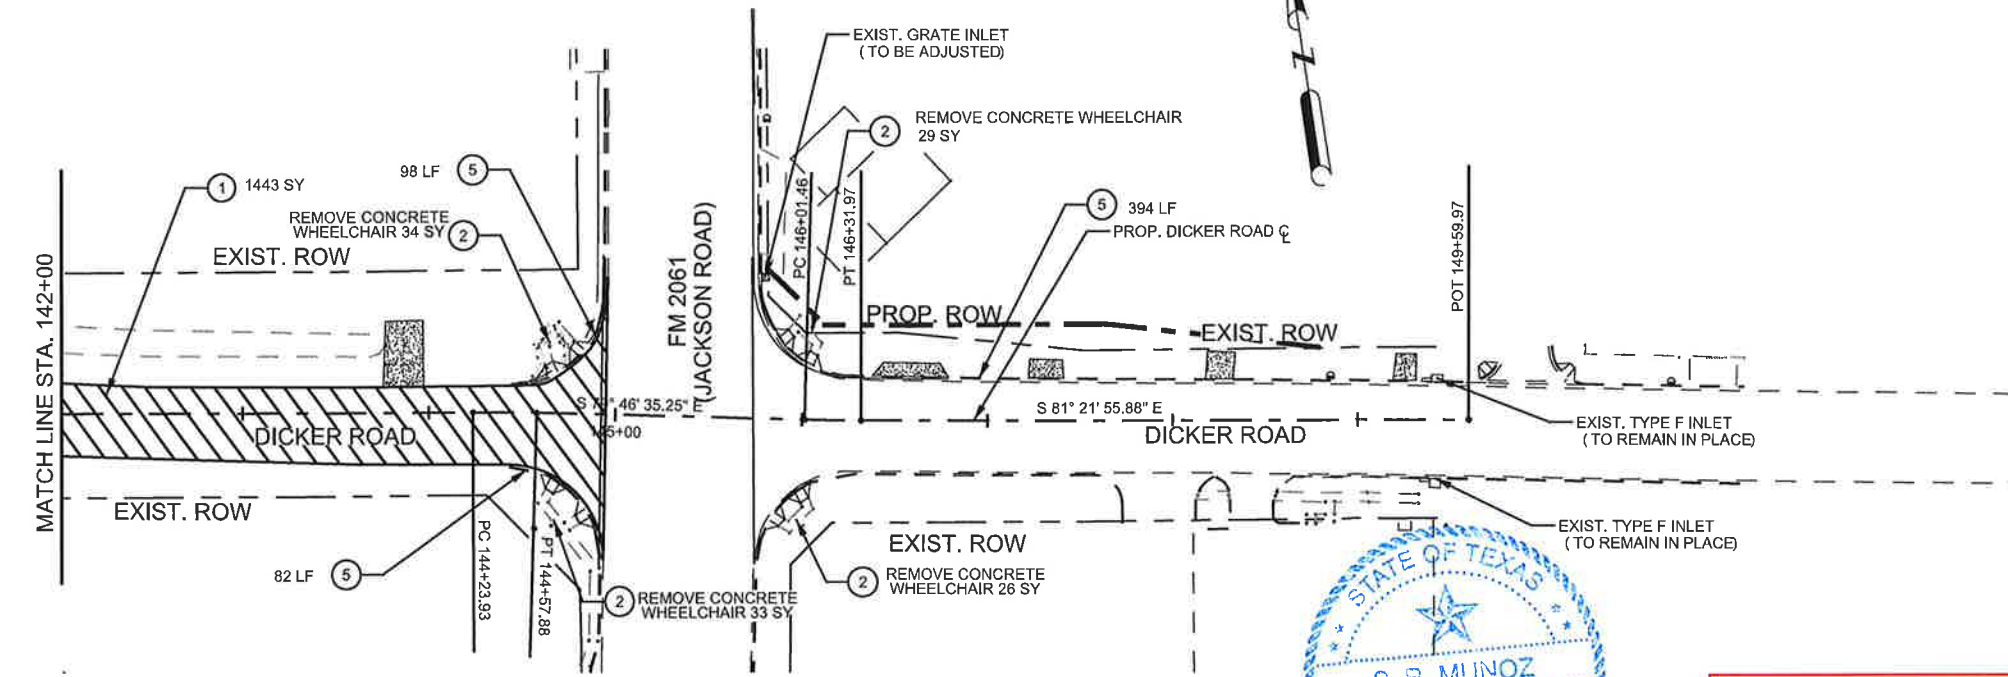 EXIST. GRATE INLET
( TO BE ADJUSTED)
Z
2
REMOVE CONCRETE WHEELCHAIR
29 SY
1
1443 SY
98 LF
5
REMOVE CONCRETE
WHEELCHAIR 34 SY
2
EXIST. ROW
MATCH LINE STA. 142+00
FM 2061
(JACKSON ROAD)
PC 146+01.46
PT 146+31.97
5
394 LF
PROP. DICKER ROAD ℄
POT 149+59.97
PROP. ROW
EXIST. ROW
46' 35.25" E
S 81° 21' 55.88" E
DICKER ROAD
DICKER ROAD
EXIST. TYPE F INLET
( TO REMAIN IN PLACE)
EXIST. ROW
PC 144+23.93
PT 144+57.88
82 LF
5
2
REMOVE CONCRETE
WHEELCHAIR 33 SY
EXIST. ROW
2
REMOVE CONCRETE
WHEELCHAIR 26 SY
EXIST. TYPE F INLET
( TO REMAIN IN PLACE)
STATE OF TEXAS
MUNOZ